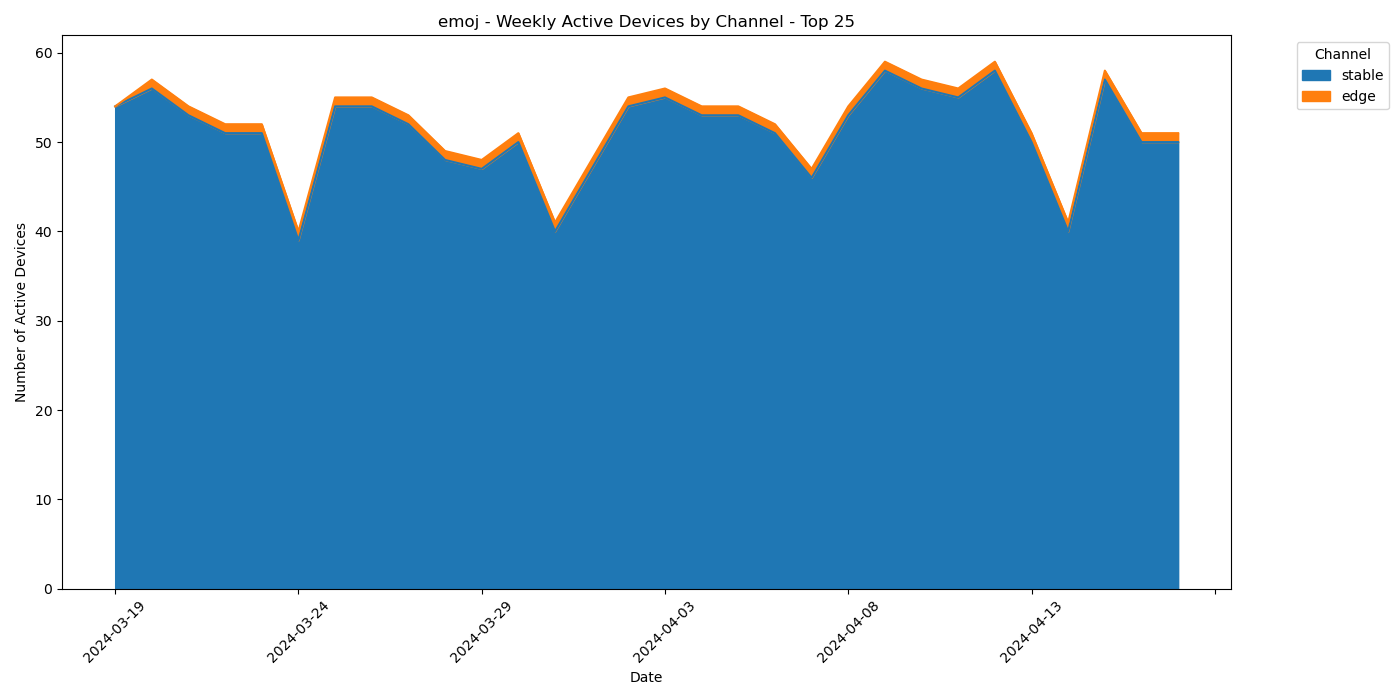 emoj - Weekly Active Devices by Channel - Top 25
Channel
stable
edge
Number of Active Devices
60
50
40
30
20
10
0
2024-03-19
2024-03-24
2024-03-29
2024-04-03
2024-04-08
2024-04-13
Date